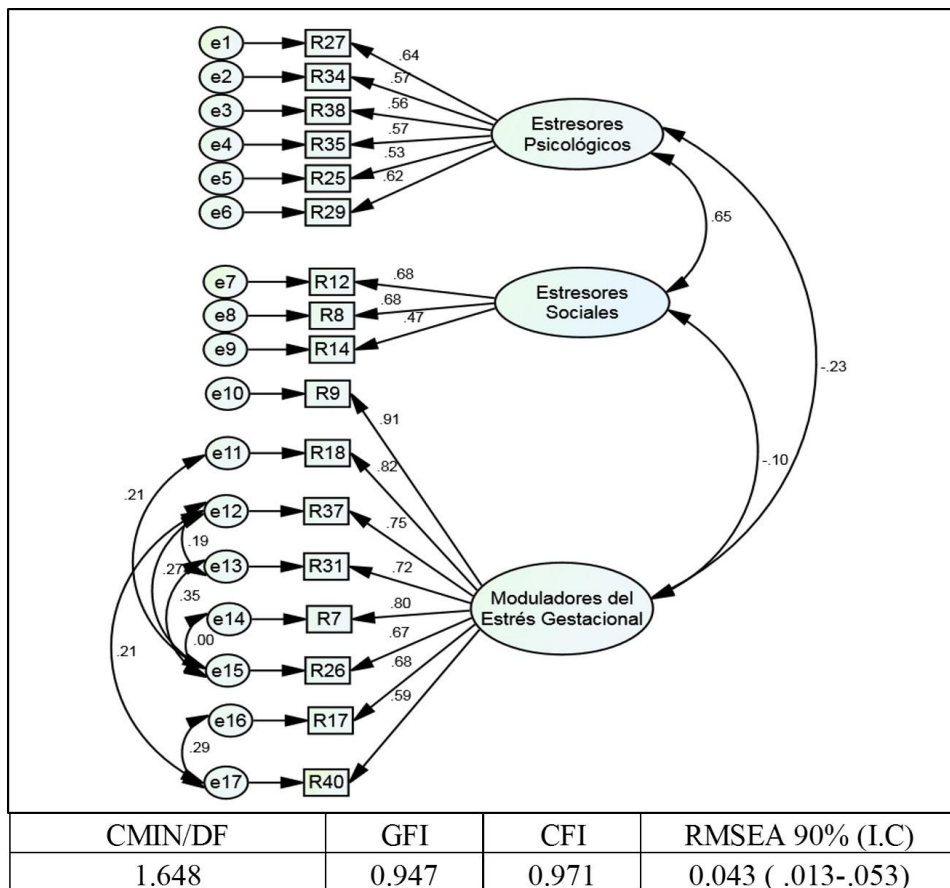 e1 R27
.64
e2 R34
.57
e3 R38
.56
e4 R35
.57
e5 R25
.53
e6 R29
.62
Estresores
Psicológicos
.65
e7 R12
.68
e8 R8
.68
e9 R14
.47
Estresores
Sociales
-.23
-.10
e10 R9
.91
e11 R18
.82
.21
e12 R37
.75
.19
e13 R31
.72
.27
.35
e14 R7
.80
.00
e15 R26
.67
.21
e16 R17
.68
.29
e17 R40
.59
Moduladores del
Estrés Gestacional
CMIN/DF GFI CFI RMSEA 90% (I.C)
1.648 0.947 0.971 0.043 ( .013-.053)